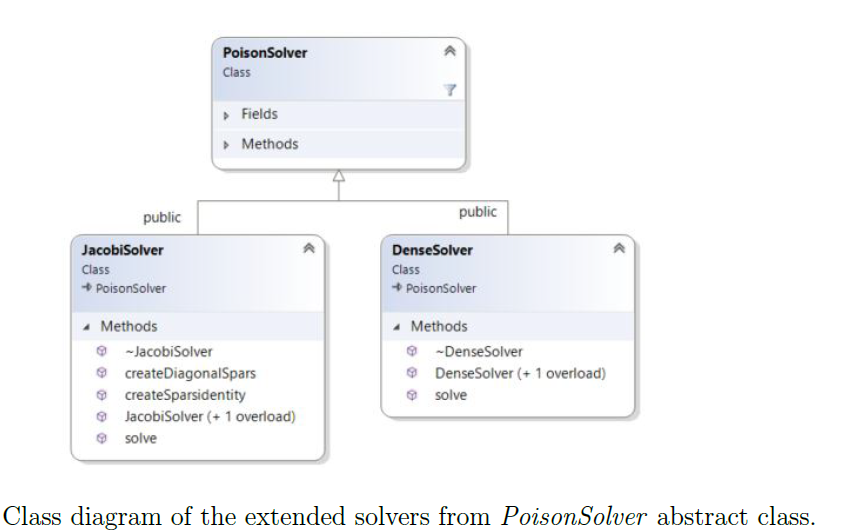 PoisonSolver
Class
Fields
Methods
public
public
JacobiSolver
Class
PoisonSolver
Methods
~JacobiSolver
createDiagonalSpars
createSparsidentity
JacobiSolver (+ 1 overload)
solve
DenseSolver
Class
PoisonSolver
Methods
~DenseSolver
DenseSolver (+ 1 overload)
solve
Class diagram of the extended solvers from PoisonSolver abstract class.